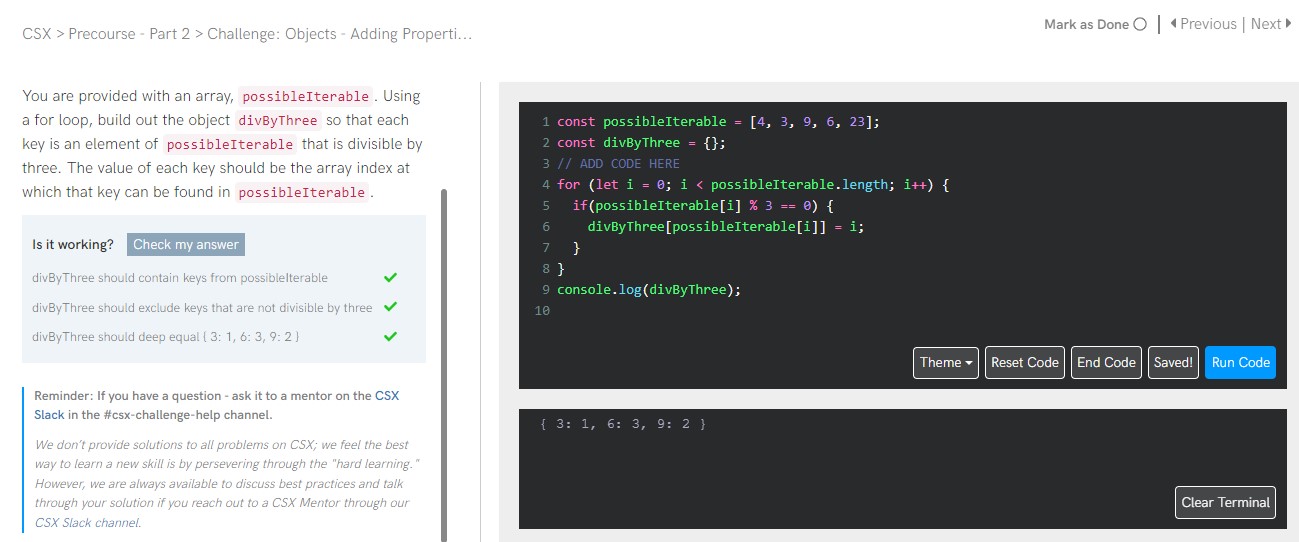 CSX > Precourse - Part 2 > Challenge: Objects - Adding Properti...
Mark as Done
Previous | Next
You are provided with an array, possibleIterable. Using
a for loop, build out the object divByThree so that each
key is an element of possibleIterable that is divisible by
three. The value of each key should be the array index at
which that key can be found in possibleIterable.
Is it working? Check my answer
divByThree should contain keys from possibleIterable
divByThree should exclude keys that are not divisible by three
divByThree should deep equal { 3: 1, 6: 3, 9: 2 }
Reminder: If you have a question - ask it to a mentor on the CSX
Slack in the #csx-challenge-help channel.
We don't provide solutions to all problems on CSX; we feel the best
way to learn a new skill is by persevering through the "hard learning."
However, we are always available to discuss best practices and talk
through your solution if you reach out to a CSX Mentor through our
CSX Slack channel.
1 const possibleIterable = [4, 3, 9, 6, 23];
2 const divByThree = {};
3 // ADD CODE HERE
4 for (let i = 0; i < possibleIterable.length; i++) {
5   if(possibleIterable[i] % 3 == 0) {
6     divByThree[possibleIterable[i]] = i;
7   }
8 }
9 console.log(divByThree);
10
Theme Reset Code End Code Saved! Run Code
{ 3: 1, 6: 3, 9: 2 }
Clear Terminal